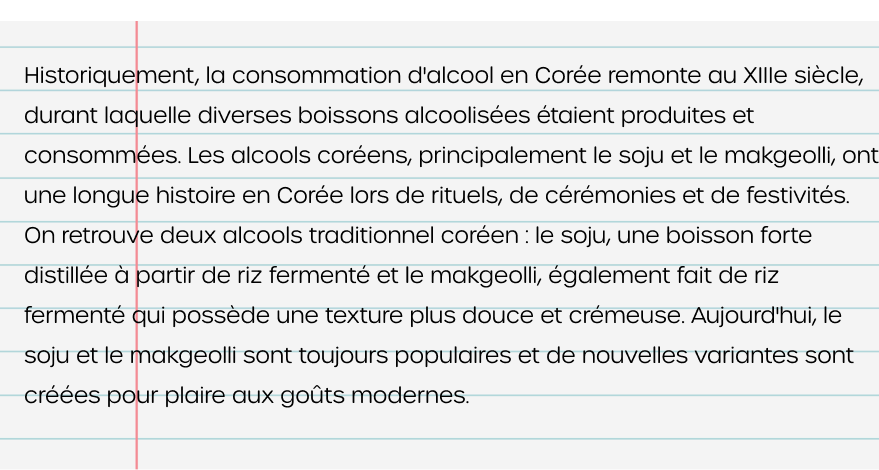 Historiquement, la consommation d'alcool en Corée remonte au XIIIe siècle,
durant laquelle diverses boissons alcoolisées étaient produites et
consommées. Les alcools coréens, principalement le soju et le makgeolli, ont
une longue histoire en Corée lors de rituels, de cérémonies et de festivités.
On retrouve deux alcools traditionnel coréen : le soju, une boisson forte
distillée à partir de riz fermenté et le makgeolli, également fait de riz
fermenté qui possède une texture plus douce et crémeuse. Aujourd'hui, le
soju et le makgeolli sont toujours populaires et de nouvelles variantes sont
créées pour plaire aux goûts modernes.